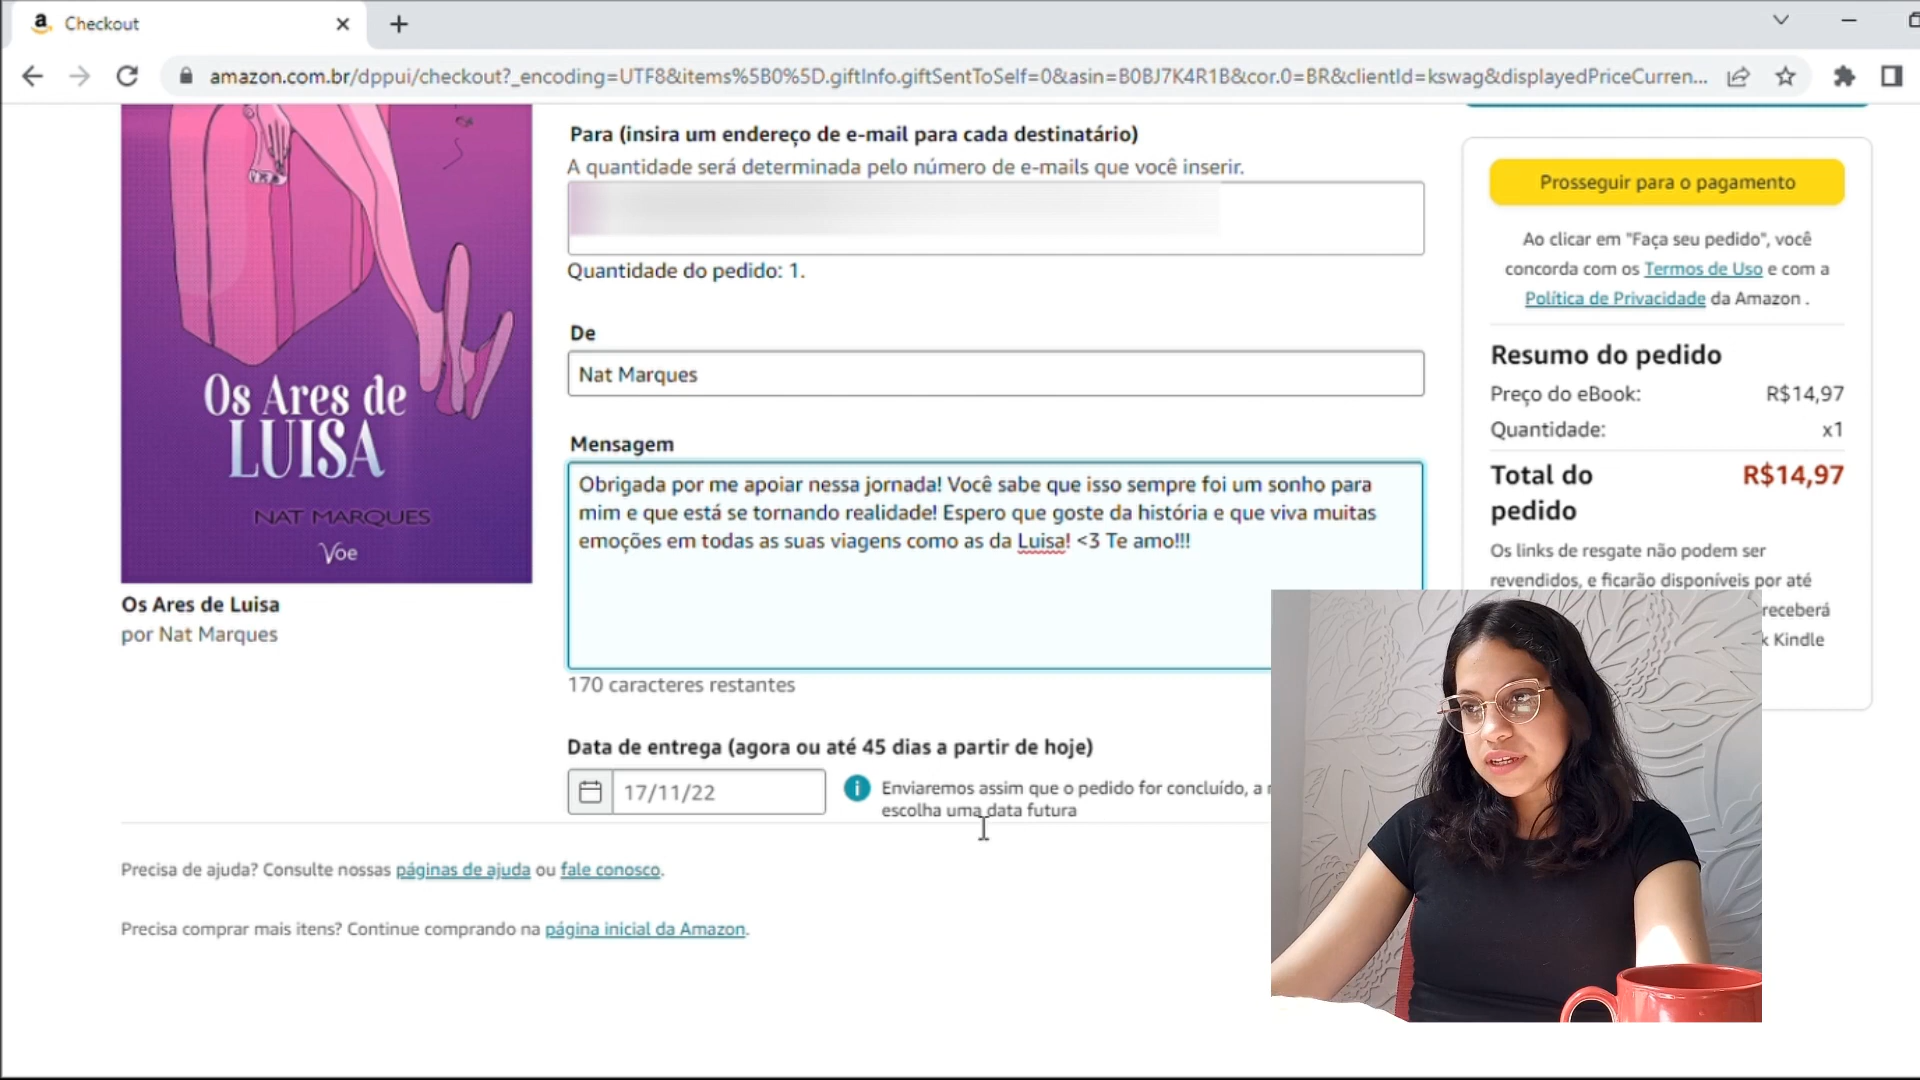 Checkout
amazon.com.br/dppui/checkout?_encoding=UTF8&items%5B0%5D.giftInfo.giftSentToSelf=0&asin=B0BJ7K4R1B&cor.0=BR&clientId=kswag&displayedPriceCurren...
Os Ares de
LUISA
NAT MARQUES
Voe
Os Ares de Luisa
por Nat Marques
Para (insira um endereço de e-mail para cada destinatário)
A quantidade será determinada pelo número de e-mails que você inserir.
Quantidade do pedido: 1.
De
Nat Marques
Mensagem
Obrigada por me apoiar nessa jornada! Você sabe que isso sempre foi um sonho para
mim e que está se tornando realidade! Espero que goste da história e que viva muitas
emoções em todas as suas viagens como as da Luisa! <3 Te amo!!!
170 caracteres restantes
Data de entrega (agora ou até 45 dias a partir de hoje)
17/11/22
Enviaremos assim que o pedido for concluído, a
escolha uma data futura
Prosseguir para o pagamento
Ao clicar em "Faça seu pedido", você
concorda com os Termos de Uso e com a
Política de Privacidade da Amazon .
Resumo do pedido
Preço do eBook: R$14,97
Quantidade: x1
Total do R$14,97
pedido
Os links de resgate não podem ser
revendidos, e ficarão disponíveis por até
receberá
Kindle
Precisa de ajuda? Consulte nossas páginas de ajuda ou fale conosco.
Precisa comprar mais itens? Continue comprando na página inicial da Amazon.